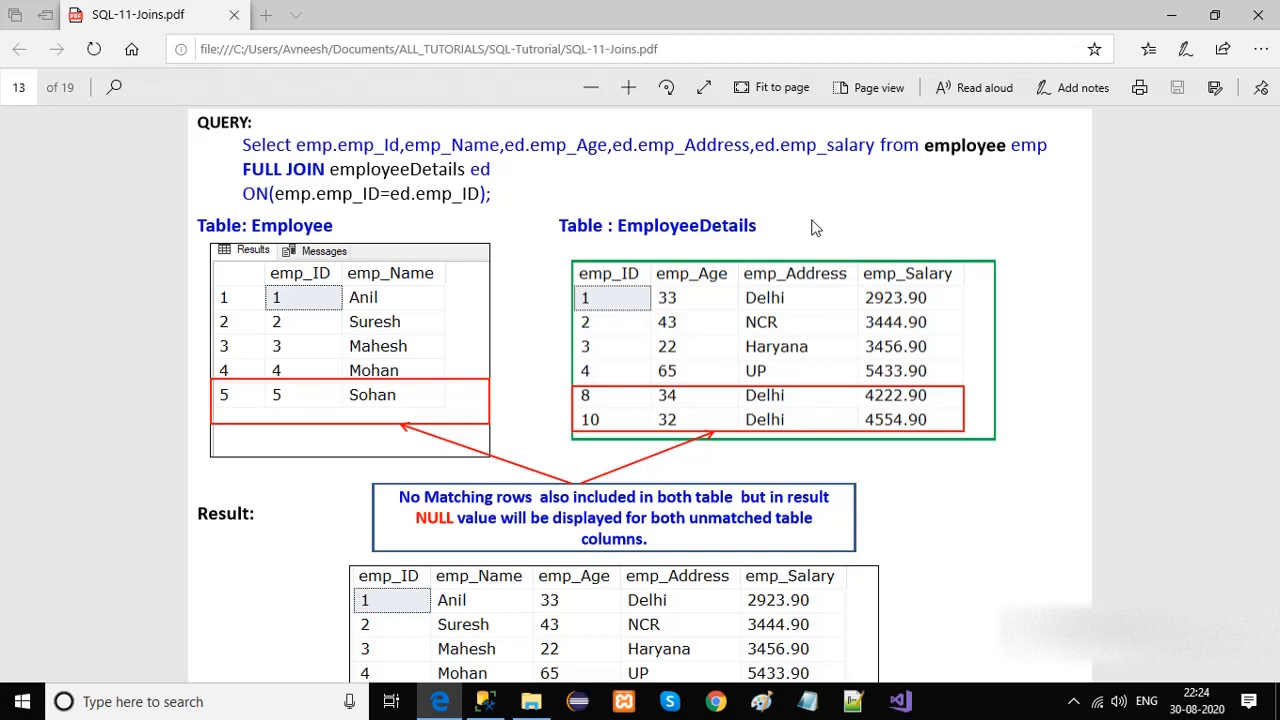 SQL-11-Joins.pdf
file:///C:/Users/Avneesh/Documents/ALL_TUTORIALS/SQL-Tutrorial/SQL-11-Joins.pdf
13 of 19 Fit to page Page view Read aloud Add notes
QUERY:
Select emp.emp_Id,emp_Name,ed.emp_Age,ed.emp_Address,ed.emp_salary from employee emp
FULL JOIN employeeDetails ed
ON(emp.emp_ID=ed.emp_ID);
Table: Employee
Table : EmployeeDetails
Results Messages
emp_ID emp_Name
1 1 Anil
2 2 Suresh
3 3 Mahesh
4 4 Mohan
5 5 Sohan
emp_ID emp_Age emp_Address emp_Salary
1 33 Delhi 2923.90
2 43 NCR 3444.90
3 22 Haryana 3456.90
4 65 UP 5433.90
8 34 Delhi 4222.90
10 32 Delhi 4554.90
No Matching rows also included in both table but in result
NULL value will be displayed for both unmatched table
columns.
Result:
emp_ID emp_Name emp_Age emp_Address emp_Salary
1 Anil 33 Delhi 2923.90
2 Suresh 43 NCR 3444.90
3 Mahesh 22 Haryana 3456.90
4 Mohan 65 UP 5433.90
Type here to search
ENG
22:24
30-08-2020